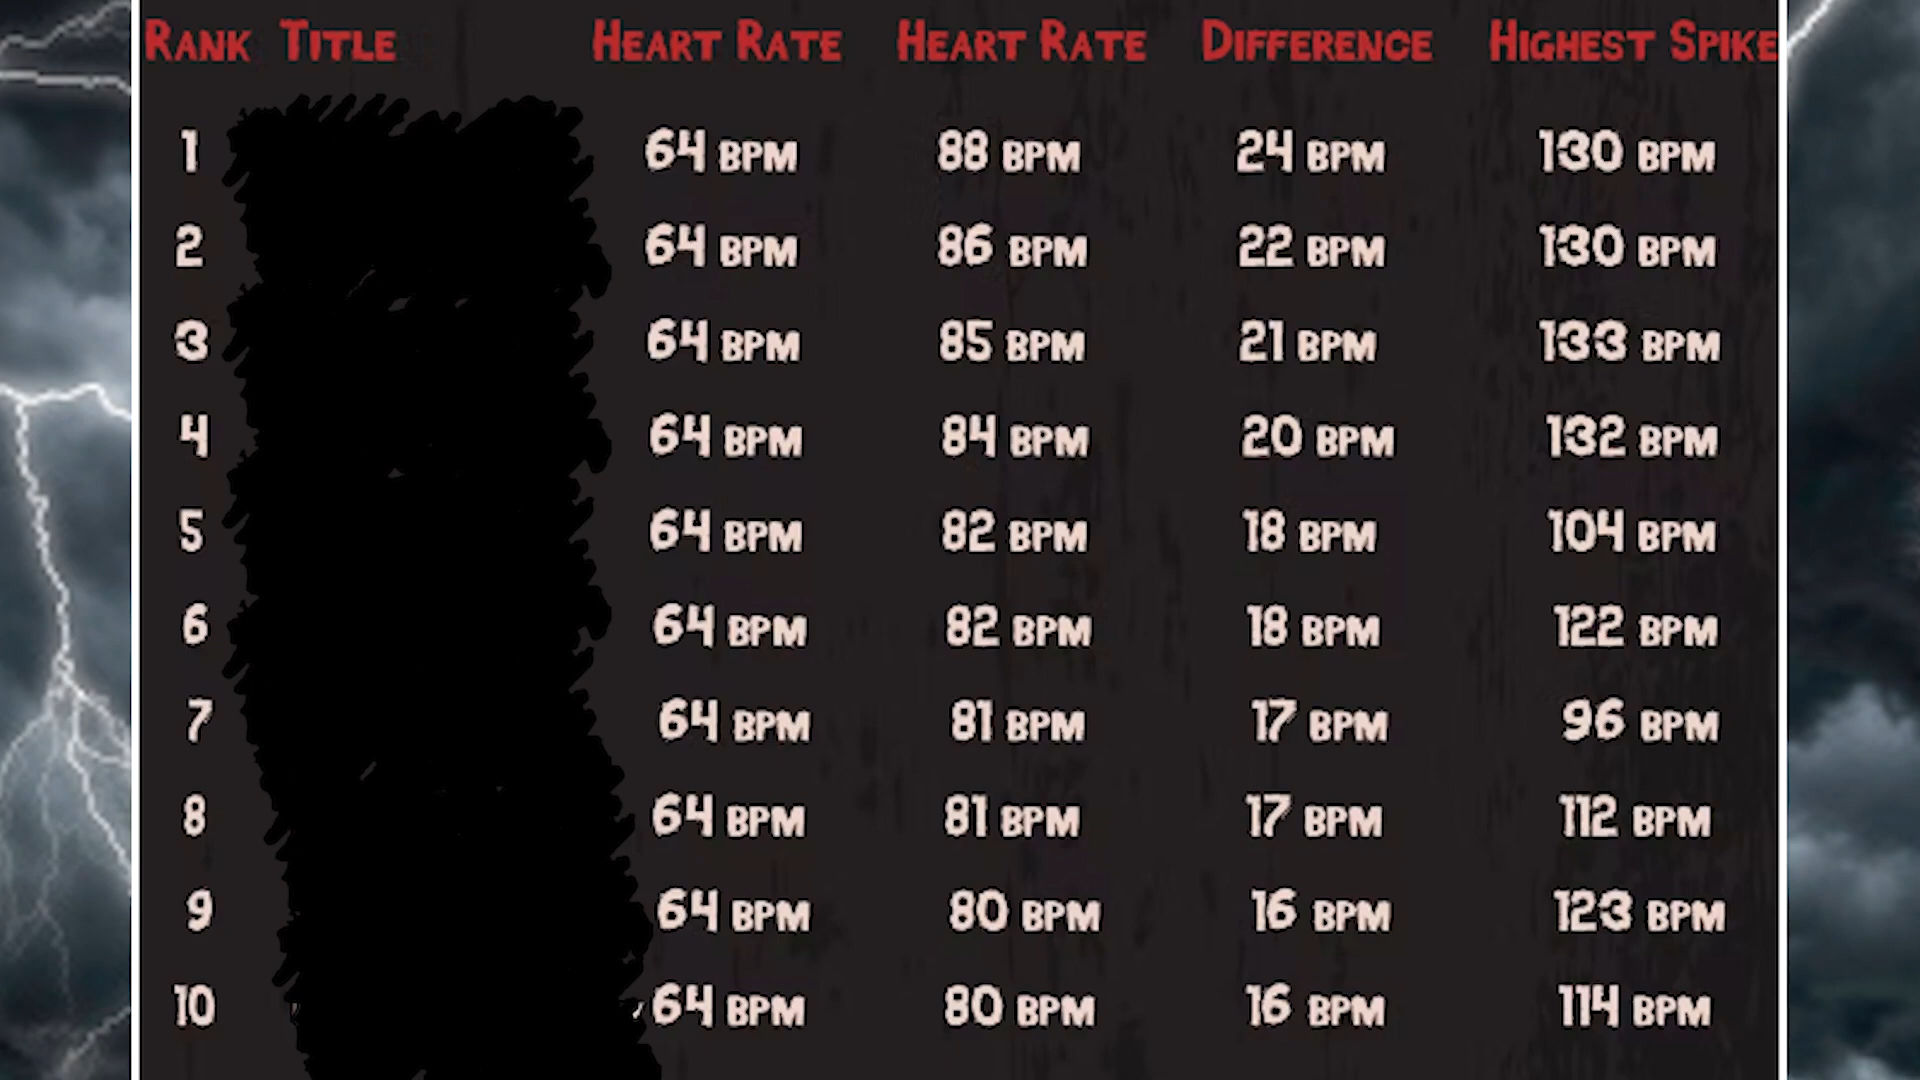 Rank Title Heart Rate Heart Rate Difference Highest Spike
1 64 BPM 88 BPM 24 BPM 130 BPM
2 64 BPM 86 BPM 22 BPM 130 BPM
3 64 BPM 85 BPM 21 BPM 133 BPM
4 64 BPM 84 BPM 20 BPM 132 BPM
5 64 BPM 82 BPM 18 BPM 104 BPM
6 64 BPM 82 BPM 18 BPM 122 BPM
7 64 BPM 81 BPM 17 BPM 96 BPM
8 64 BPM 81 BPM 17 BPM 112 BPM
9 64 BPM 80 BPM 16 BPM 123 BPM
10 64 BPM 80 BPM 16 BPM 114 BPM